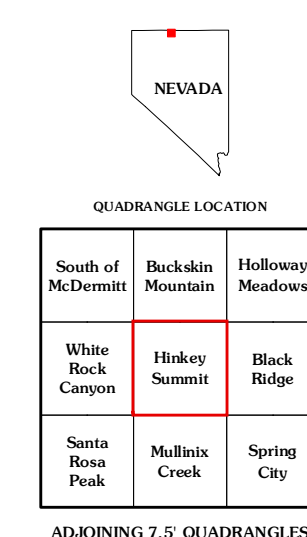 NEVADA
QUADRANGLE LOCATION
South of
McDermitt
Buckskin
Mountain
Holloway
Meadows
White
Rock
Canyon
Hinkey
Summit
Black
Ridge
Santa
Rosa
Peak
Mullinix
Creek
Spring
City
ADJOINING 7.5' QUADRANGLES